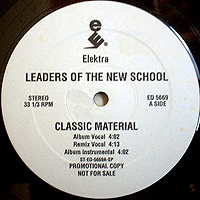 Elektra
LEADERS OF THE NEW SCHOOL
STEREO
33 1/3 RPM
ED 5669
A SIDE
CLASSIC MATERIAL
Album Vocal 4:02
Remix Vocal 4:13
Album Instrumental 4:02
ST-ED-5669A-SP
PROMOTIONAL COPY
NOT FOR SALE